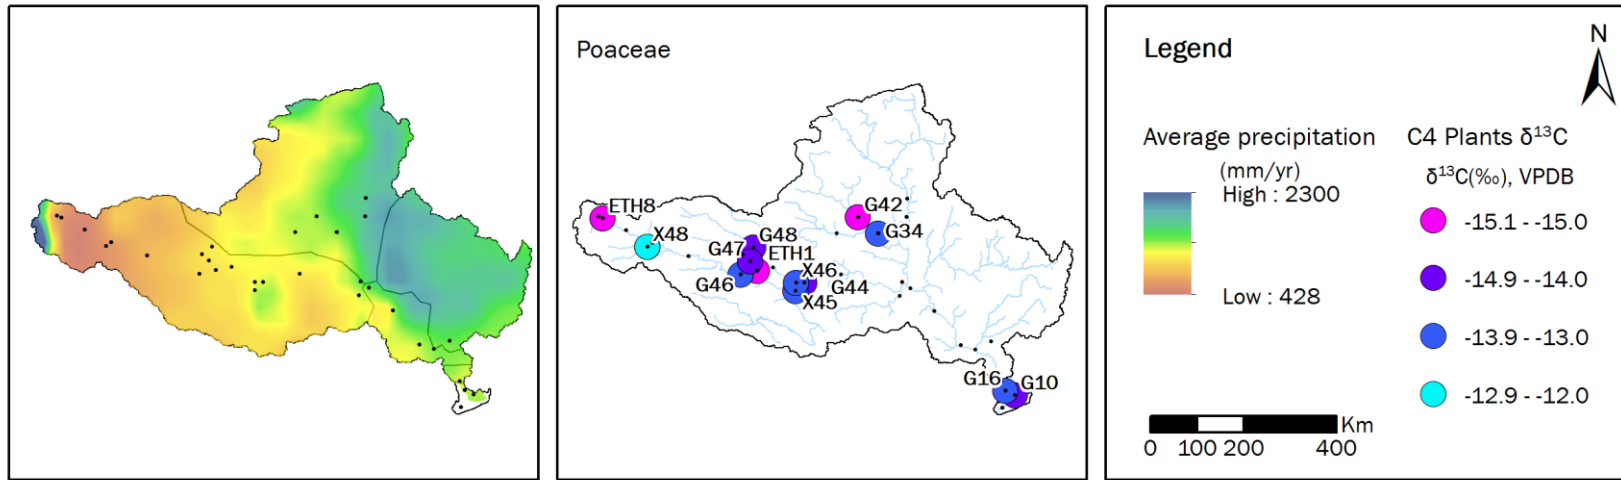 Poaceae
ETH8
X48
G42
G34
G48
G47
ETH1
G46
X46
G44
X45
G16
G10
Legend
N
Average precipitation
(mm/yr)
High : 2300
Low : 428
C4 Plants δ¹³C
δ¹³C(‰), VPDB
-15.1 - -15.0
-14.9 - -14.0
-13.9 - -13.0
-12.9 - -12.0
Km
0 100 200 400